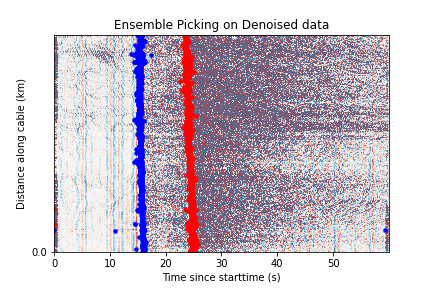 Ensemble Picking on Denoised data
Distance along cable (km)
0.0
0 10 20 30 40 50
Time since starttime (s)